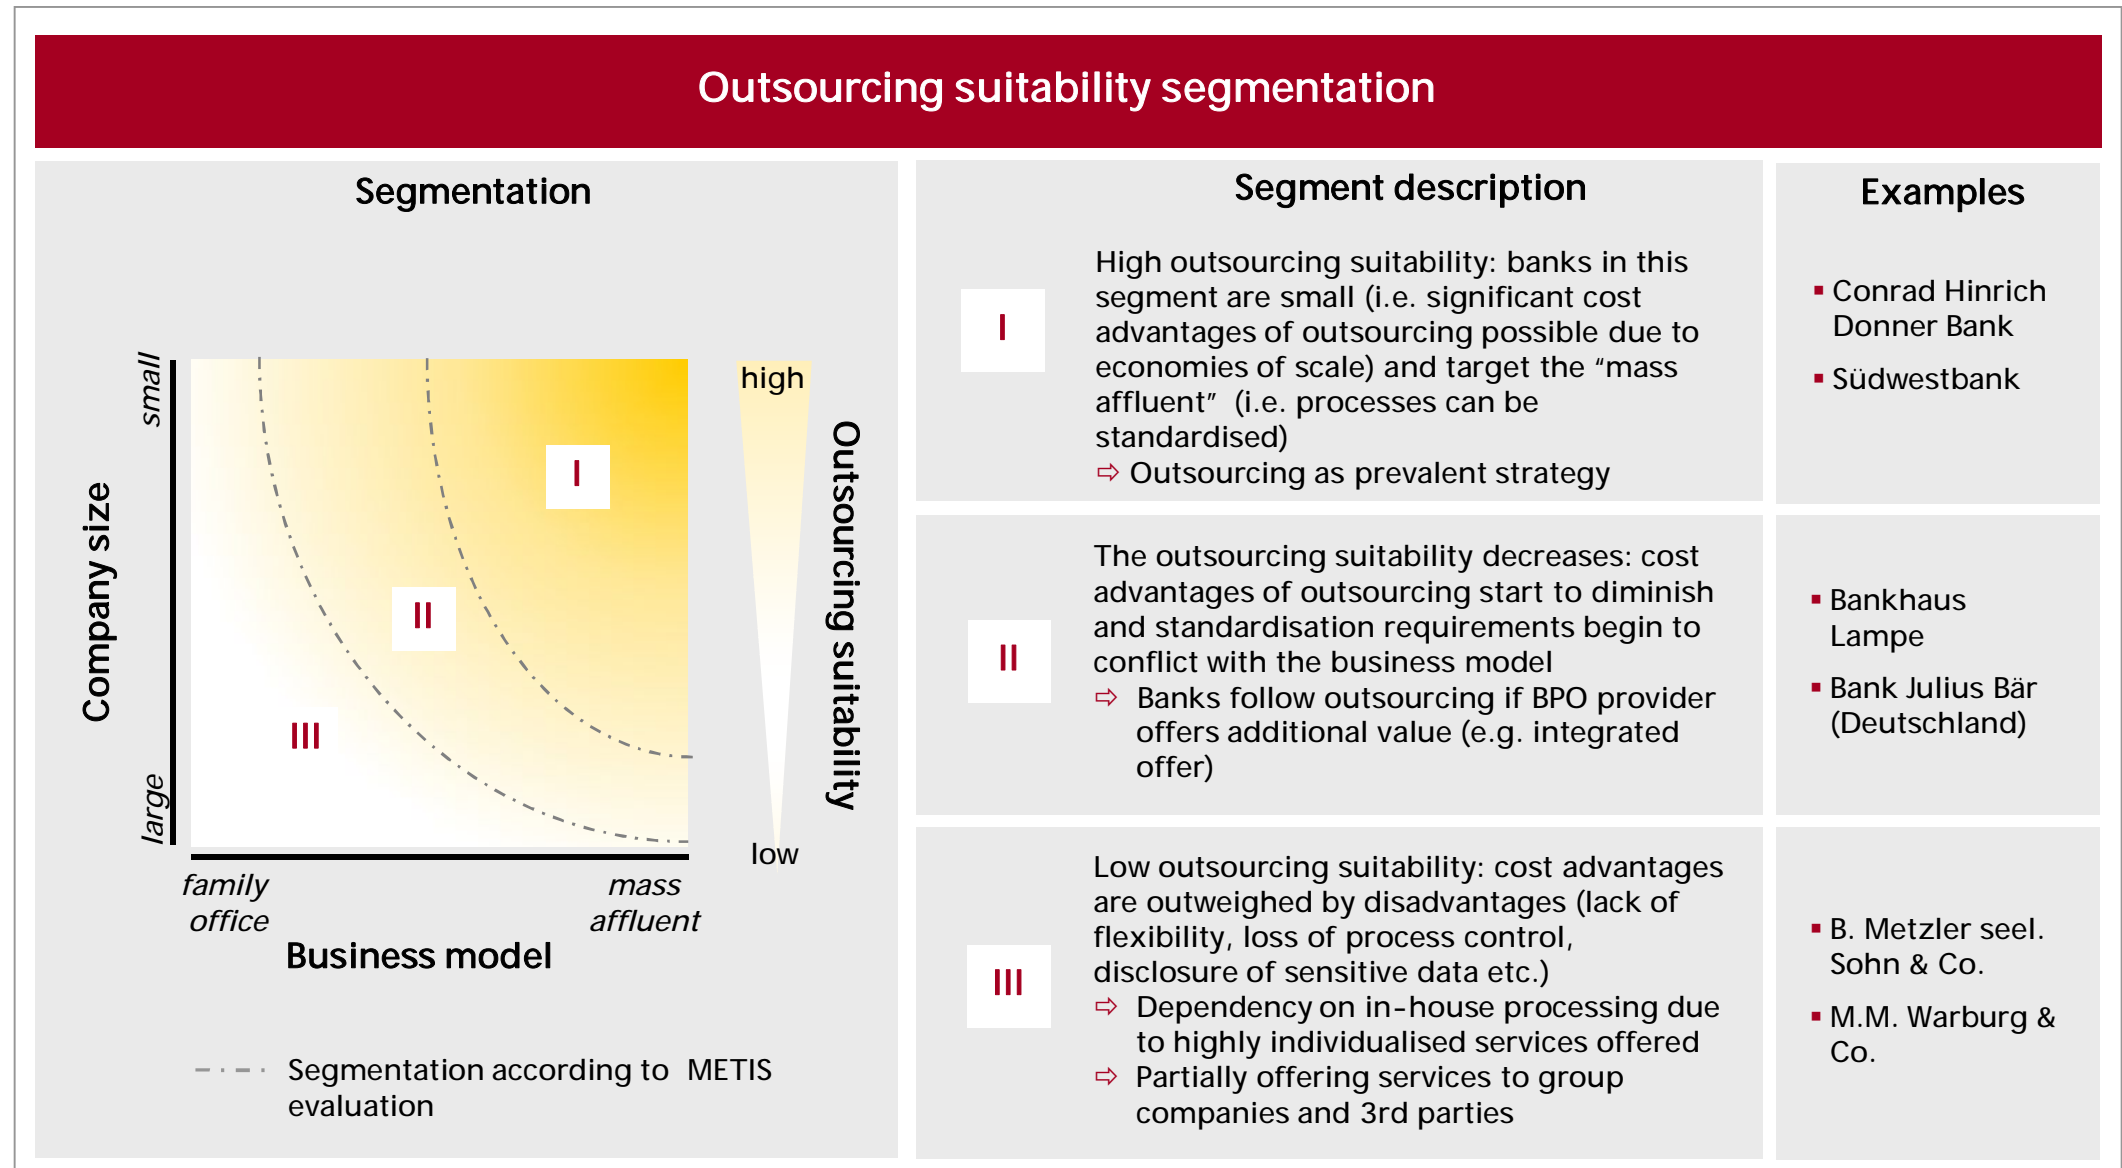 Outsourcing suitability segmentation
Segmentation
small
large
Company size
I
II
III
family
office
mass
affluent
Business model
high
low
Outsourcing suitability
Segmentation according to METIS
evaluation
Segment description
I
High outsourcing suitability: banks in this
segment are small (i.e. significant cost
advantages of outsourcing possible due to
economies of scale) and target the “mass
affluent” (i.e. processes can be
standardised)
⇨ Outsourcing as prevalent strategy
II
The outsourcing suitability decreases: cost
advantages of outsourcing start to diminish
and standardisation requirements begin to
conflict with the business model
⇨ Banks follow outsourcing if BPO provider
offers additional value (e.g. integrated
offer)
III
Low outsourcing suitability: cost advantages
are outweighed by disadvantages (lack of
flexibility, loss of process control,
disclosure of sensitive data etc.)
⇨ Dependency on in-house processing due
to highly individualised services offered
⇨ Partially offering services to group
companies and 3rd parties
Examples
▪ Conrad Hinrich
Donner Bank
▪ Südwestbank
▪ Bankhaus
Lampe
▪ Bank Julius Bär
(Deutschland)
▪ B. Metzler seel.
Sohn & Co.
▪ M.M. Warburg &
Co.